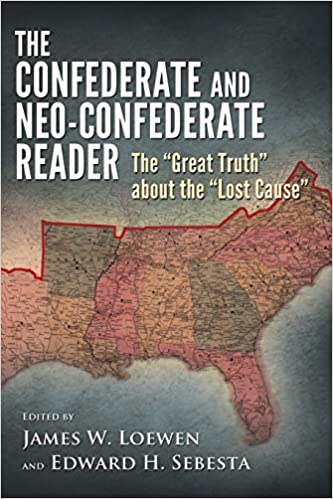 THE
CONFEDERATE AND
NEO-CONFEDERATE
READER
The “Great Truth”
about the “Lost Cause”
EDITED BY
JAMES W. LOEWEN
AND EDWARD H. SEBESTA